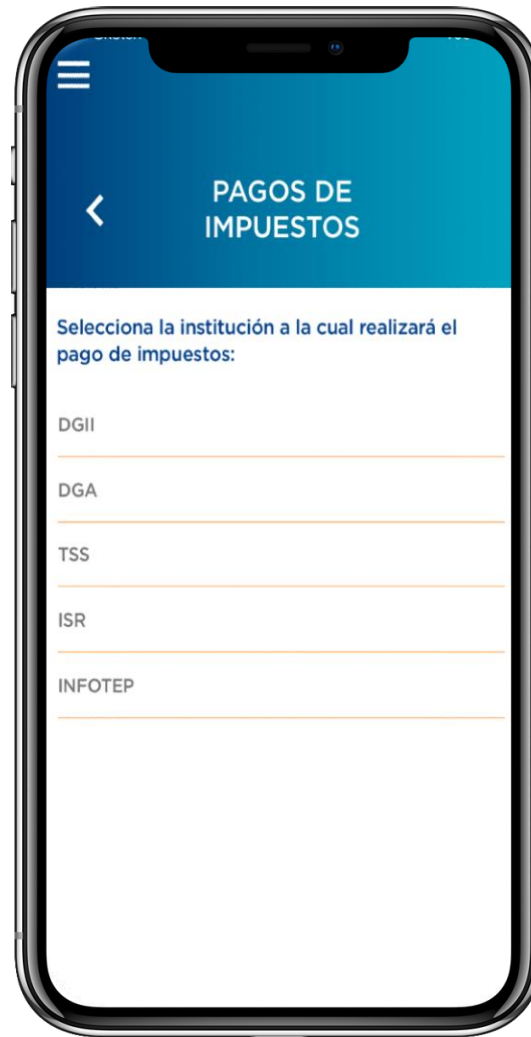 PAGOS DE
IMPUESTOS
Selecciona la institución a la cual realizará el
pago de impuestos:
DGII
DGA
TSS
ISR
INFOTEP